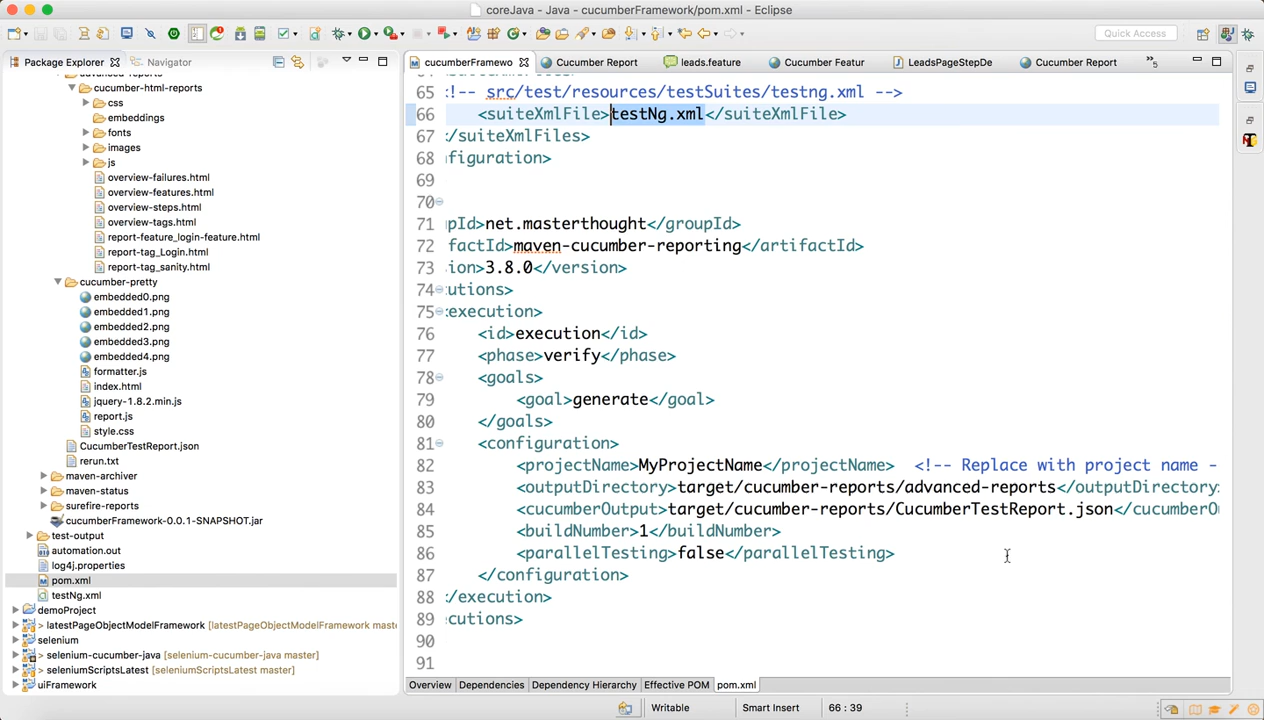 coreJava - Java - cucumberFramework/pom.xml - Eclipse
Quick Access
Package Explorer
Navigator
cucumberFramewo
Cucumber Report
leads.feature
Cucumber Featur
LeadsPageStepDe
Cucumber Report
»5
advanced-reports
cucumber-html-reports
css
embeddings
fonts
images
js
overview-failures.html
overview-features.html
overview-steps.html
overview-tags.html
report-feature_login-feature.html
report-tag_Login.html
report-tag_sanity.html
cucumber-pretty
embedded0.png
embedded1.png
embedded2.png
embedded3.png
embedded4.png
formatter.js
index.html
jquery-1.8.2.min.js
report.js
style.css
CucumberTestReport.json
rerun.txt
maven-archiver
maven-status
surefire-reports
cucumberFramework-0.0.1-SNAPSHOT.jar
test-output
automation.out
log4j.properties
pom.xml
testNg.xml
demoProject
> latestPageObjectModelFramework [latestPageObjectModelFramework maste
selenium
> selenium-cucumber-java [selenium-cucumber-java master]
> seleniumScriptsLatest [seleniumScriptsLatest master]
uiFramework
65 !-- src/test/resources/testSuites/testng.xml -->
66 <suiteXmlFile>testNg.xml</suiteXmlFile>
67 </suiteXmlFiles>
68 nfiguration>
69
70
71 pId>net.masterthought</groupId>
72 factId>maven-cucumber-reporting</artifactId>
73 sion>3.8.0</version>
74 cutions>
75 <execution>
76 <id>execution</id>
77 <phase>verify</phase>
78 <goals>
79 <goal>generate</goal>
80 </goals>
81 <configuration>
82 <projectName>MyProjectName</projectName> <!-- Replace with project name -
83 <outputDirectory>target/cucumber-reports/advanced-reports</outputDirectory>
84 <cucumberOutput>target/cucumber-reports/CucumberTestReport.json</cucumberOu
85 <buildNumber>1</buildNumber>
86 <parallelTesting>false</parallelTesting>
87 </configuration>
88 </execution>
89 ecutions>
90
91
Overview
Dependencies
Dependency Hierarchy
Effective POM
pom.xml
Writable
Smart Insert
66 : 39